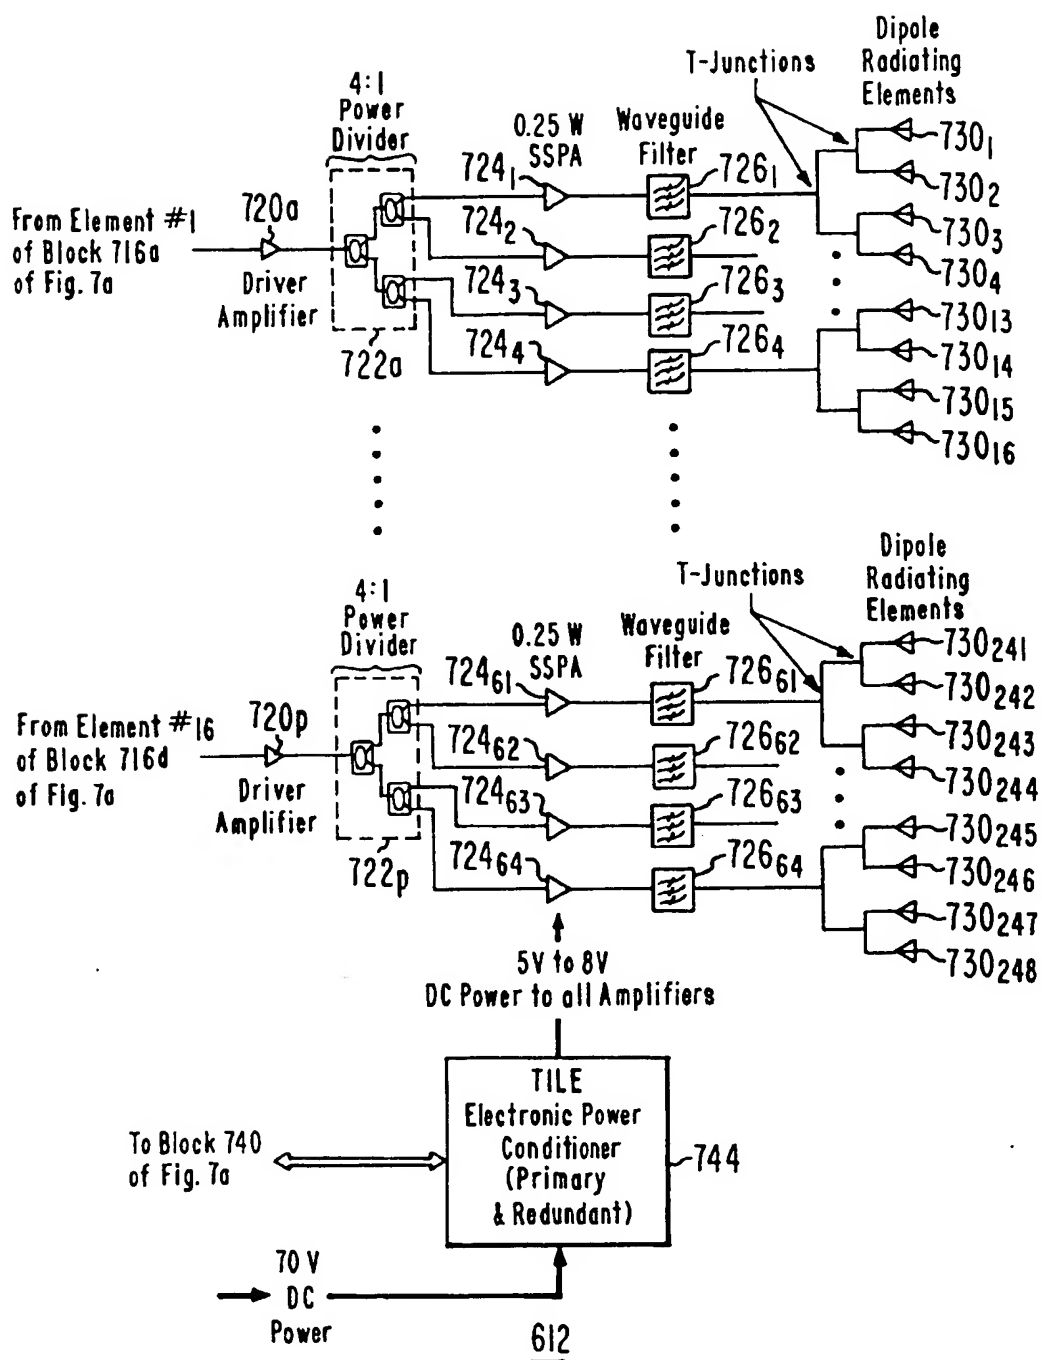 Dipole
Radiating
Elements
T-Junctions
4:1
Power
Divider
0.25 W
SSPA
Waveguide
Filter
From Element #1
of Block 716a
of Fig. 7a
720a
Driver
Amplifier
722a
724₁
724₂
724₃
724₄
726₁
726₂
726₃
726₄
730₁
730₂
730₃
730₄
730₁₃
730₁₄
730₁₅
730₁₆
Dipole
Radiating
Elements
T-Junctions
4:1
Power
Divider
0.25 W
SSPA
Waveguide
Filter
From Element #16
of Block 716d
of Fig. 7a
720p
Driver
Amplifier
722p
724₆₁
724₆₂
724₆₃
724₆₄
726₆₁
726₆₂
726₆₃
726₆₄
730₂₄₁
730₂₄₂
730₂₄₃
730₂₄₄
730₂₄₅
730₂₄₆
730₂₄₇
730₂₄₈
5V to 8V
DC Power to all Amplifiers
TILE
Electronic Power
Conditioner
(Primary
& Redundant)
744
To Block 740
of Fig. 7a
70 V
DC
Power
612